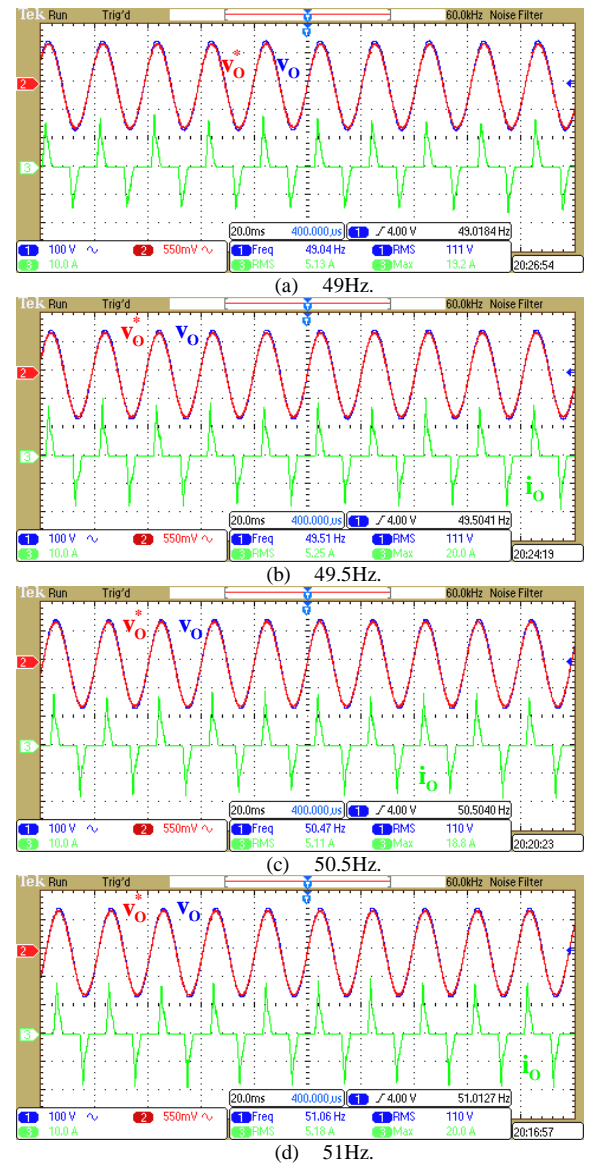 Tek Run Trig'd 60.0kHz Noise Filter
v*O vO
2
3
20.0ms 400.000µs 1 ∫ 4.00 V 49.0184 Hz
1 100 V ∿ 2 550mV ∿ 1 Freq 49.04 Hz 1 RMS 111 V
3 10.0 A 3 RMS 5.13 A 3 Max 19.2 A 20:26:54
(a) 49Hz.
Tek Run Trig'd 60.0kHz Noise Filter
v*O vO
2
3
iO
20.0ms 400.000µs 1 ∫ 4.00 V 49.5041 Hz
1 100 V ∿ 2 550mV ∿ 1 Freq 49.51 Hz 1 RMS 111 V
3 10.0 A 3 RMS 5.25 A 3 Max 20.0 A 20:24:19
(b) 49.5Hz.
Tek Run Trig'd 60.0kHz Noise Filter
v*O vO
2
3
iO
20.0ms 400.000µs 1 ∫ 4.00 V 50.5040 Hz
1 100 V ∿ 2 550mV ∿ 1 Freq 50.47 Hz 1 RMS 110 V
3 10.0 A 3 RMS 5.11 A 3 Max 18.8 A 20:20:23
(c) 50.5Hz.
Tek Run Trig'd 60.0kHz Noise Filter
v*O vO
2
3
iO
20.0ms 400.000µs 1 ∫ 4.00 V 51.0127 Hz
1 100 V ∿ 2 550mV ∿ 1 Freq 51.06 Hz 1 RMS 110 V
3 10.0 A 3 RMS 5.18 A 3 Max 20.0 A 20:16:57
(d) 51Hz.